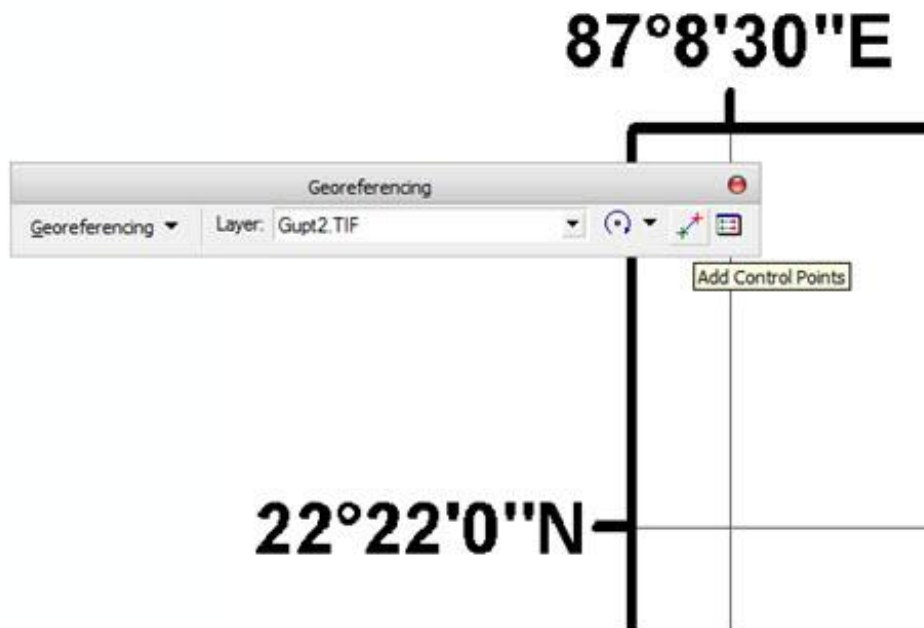 87°8'30"E
Georeferencing
Georeferencing Layer: Gupt2.TIF
Add Control Points
22°22'0"N